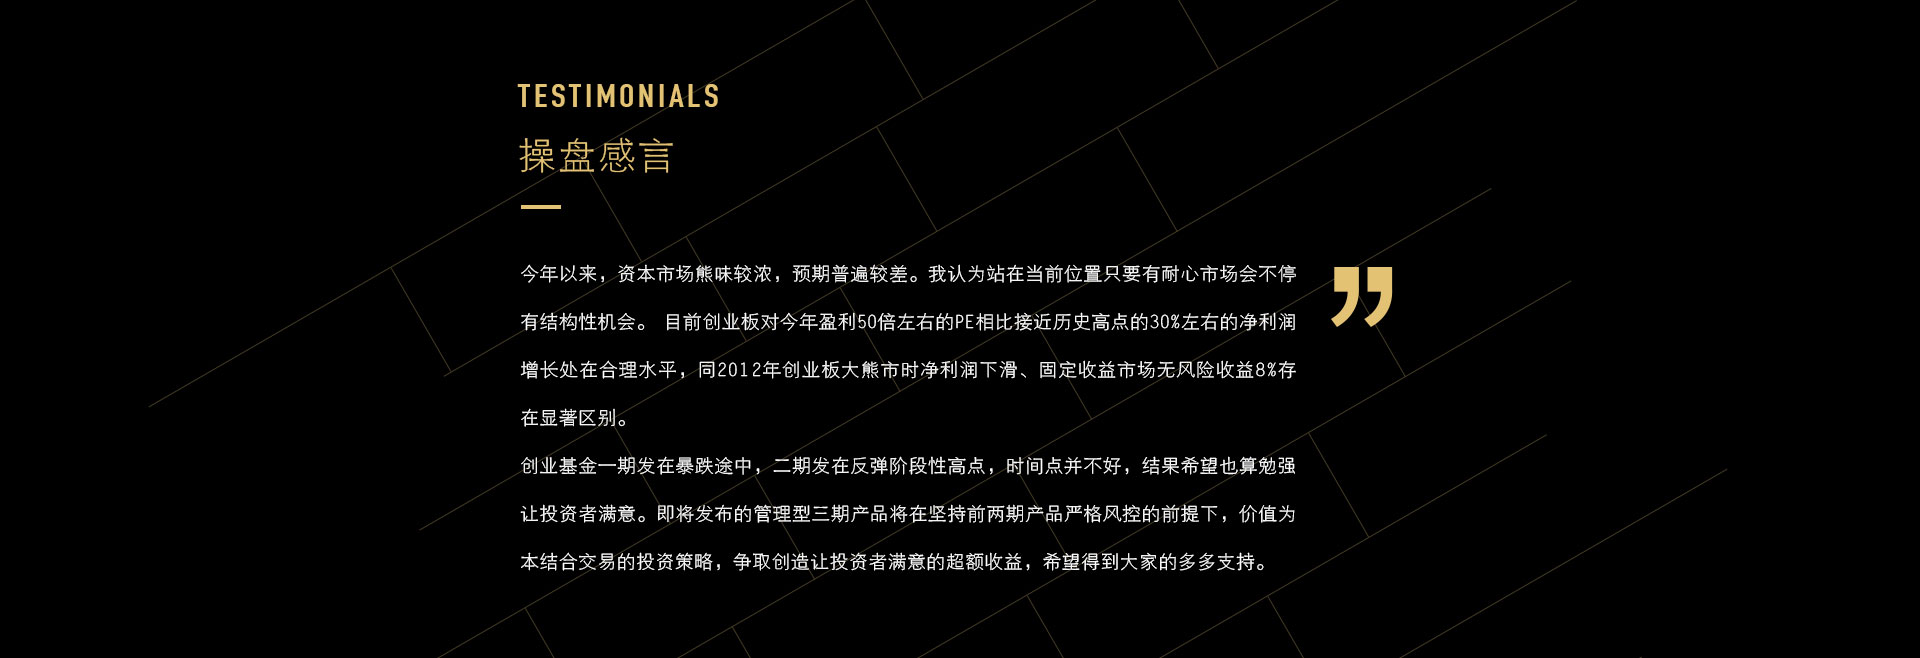 TESTIMONIALS
操盘感言
今年以来，资本市场熊味较浓，预期普遍较差。我认为站在当前位置只要有耐心市场会不停
有结构性机会。 目前创业板对今年盈利50倍左右的PE相比接近历史高点的30%左右的净利润
增长处在合理水平，同2012年创业板大熊市时净利润下滑、固定收益市场无风险收益8%存
在显著区别。
创业基金一期发在暴跌途中，二期发在反弹阶段性高点，时间点并不好，结果希望也算勉强
让投资者满意。即将发布的管理型三期产品将在坚持前两期产品严格风控的前提下，价值为
本结合交易的投资策略，争取创造让投资者满意的超额收益，希望得到大家的多多支持。